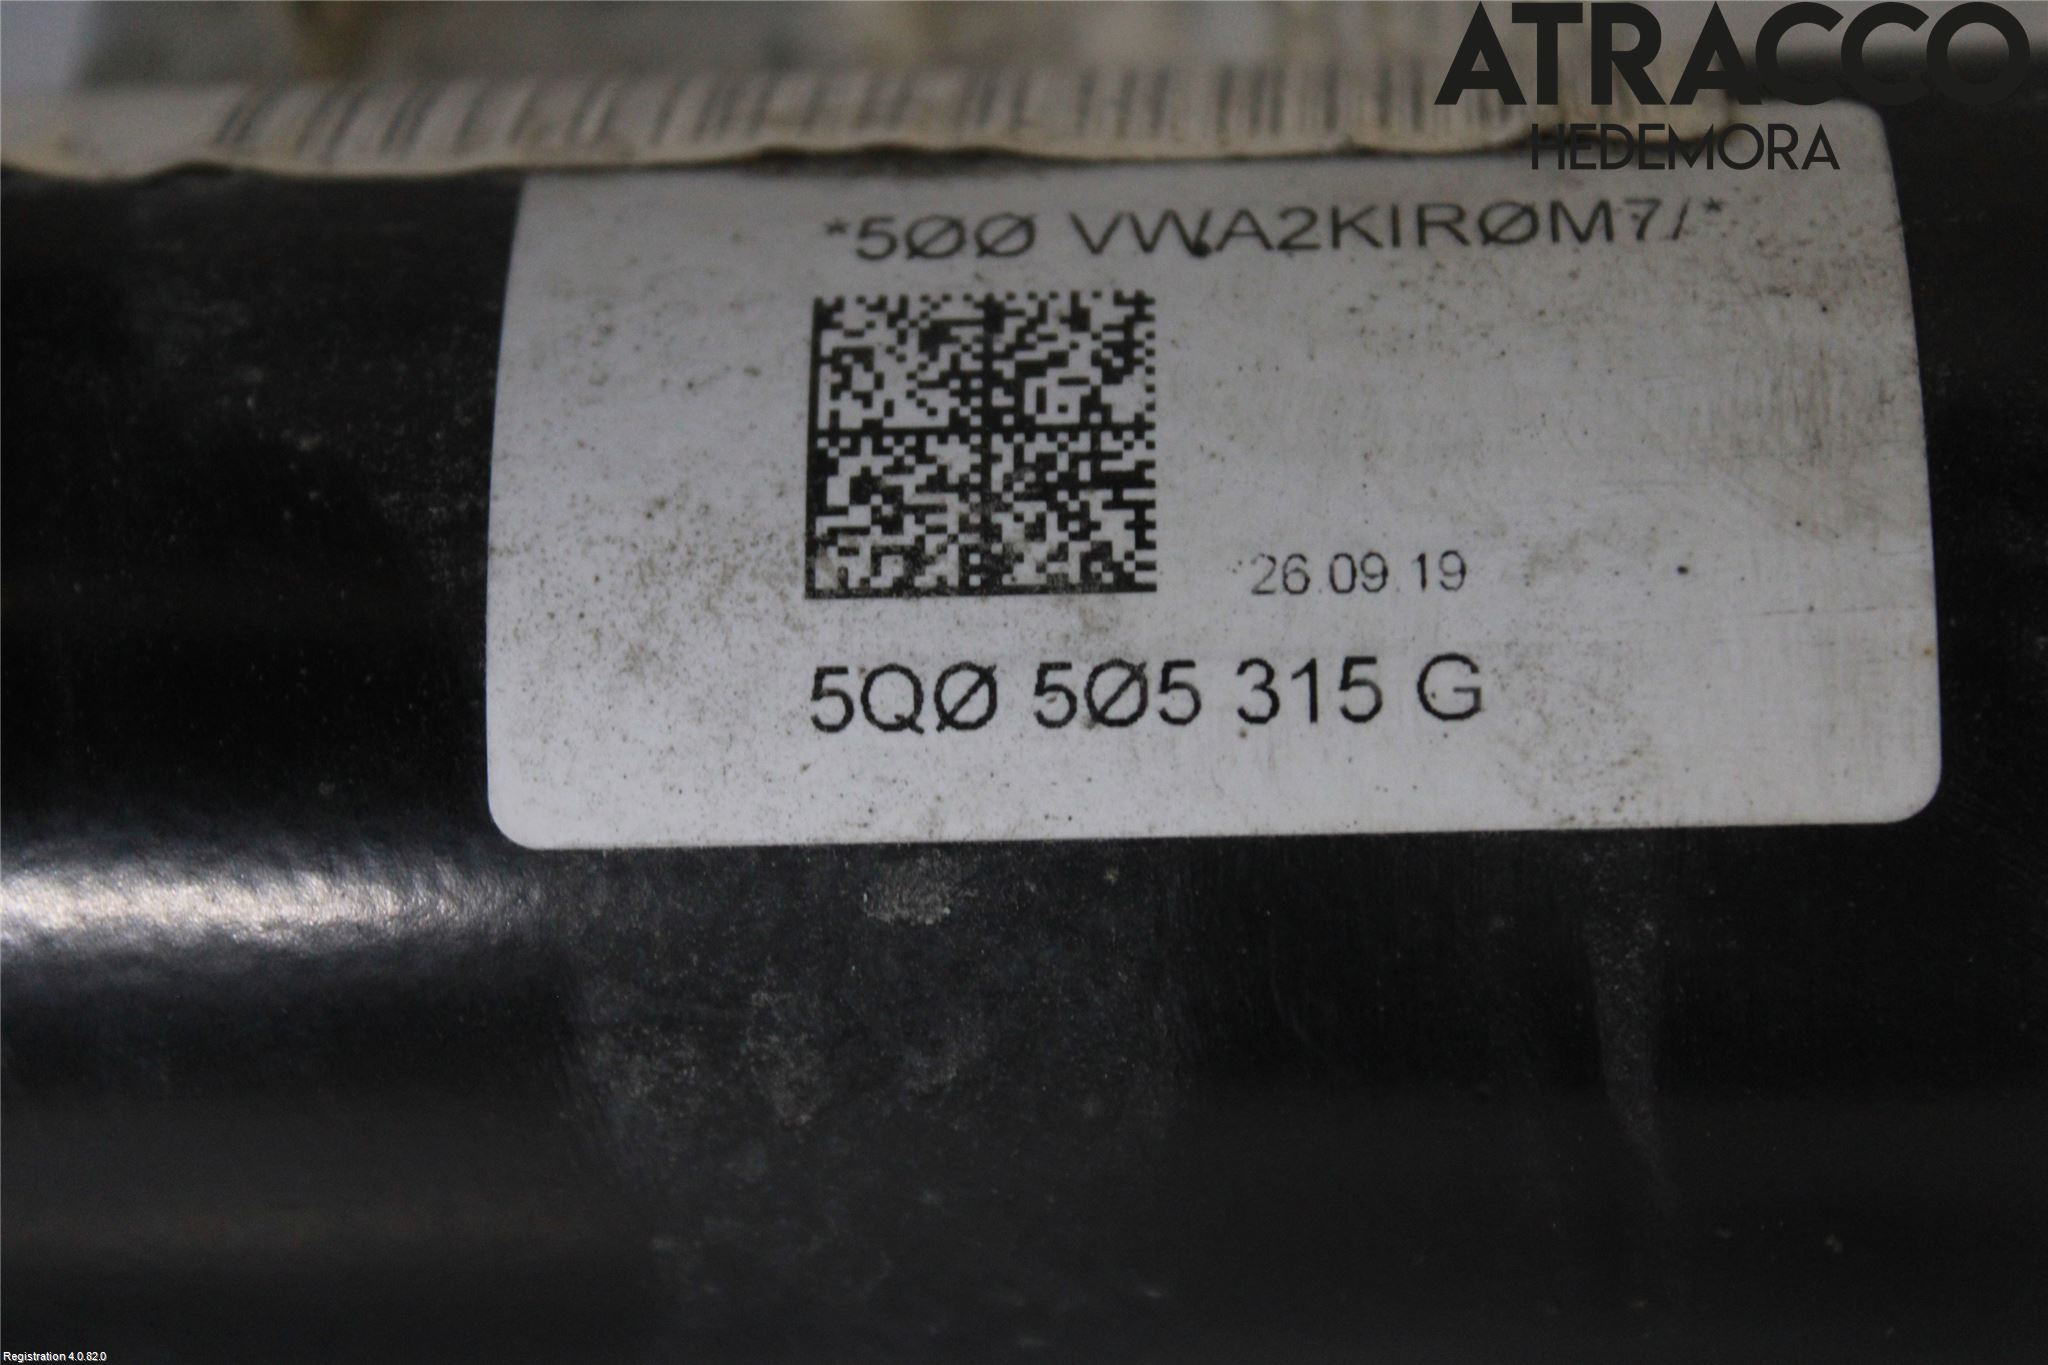 ATRACCO
HEDEMORA
*5ØØ VWA2KIRØM7/*
26.09.19
5QØ 5Ø5 315 G
Registration 4.0.82.0